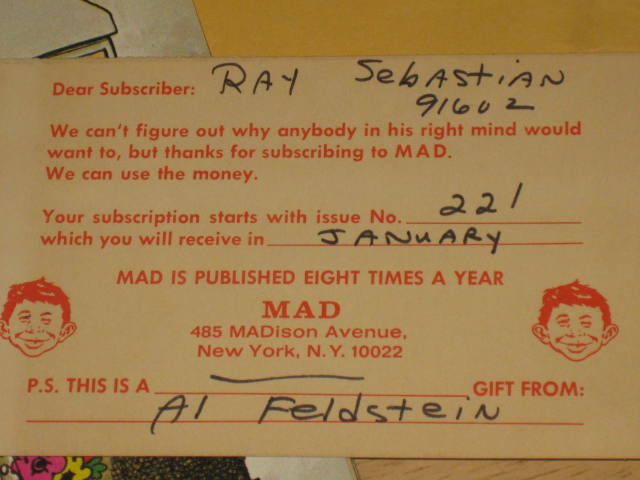 Dear Subscriber: RAY SebAStiAN
91602
We can't figure out why anybody in his right mind would
want to, but thanks for subscribing to MAD.
We can use the money.
Your subscription starts with issue No. 221
which you will receive in JANUARY
MAD IS PUBLISHED EIGHT TIMES A YEAR
MAD
485 MADison Avenue,
New York, N.Y. 10022
P.S. THIS IS A GIFT FROM:
Al Feldstein